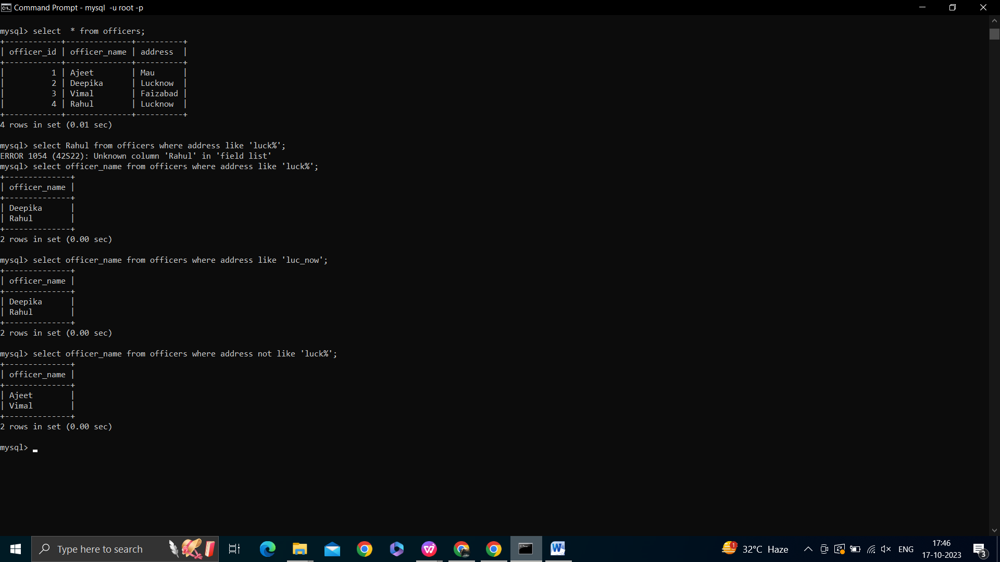 Command Prompt - mysql  -u root -p
mysql> select  * from officers;
+------------+--------------+----------+
| officer_id | officer_name | address  |
+------------+--------------+----------+
|          1 | Ajeet        | Mau      |
|          2 | Deepika      | Lucknow  |
|          3 | Vimal        | Faizabad |
|          4 | Rahul        | Lucknow  |
+------------+--------------+----------+
4 rows in set (0.01 sec)
mysql> select Rahul from officers where address like 'luck%';
ERROR 1054 (42S22): Unknown column 'Rahul' in 'field list'
mysql> select officer_name from officers where address like 'luck%';
+--------------+
| officer_name |
+--------------+
| Deepika      |
| Rahul        |
+--------------+
2 rows in set (0.00 sec)
mysql> select officer_name from officers where address like 'luc_now';
+--------------+
| officer_name |
+--------------+
| Deepika      |
| Rahul        |
+--------------+
2 rows in set (0.00 sec)
mysql> select officer_name from officers where address not like 'luck%';
+--------------+
| officer_name |
+--------------+
| Ajeet        |
| Vimal        |
+--------------+
2 rows in set (0.00 sec)
mysql>
Type here to search
1
32°C  Haze
ENG
17:46
17-10-2023
3